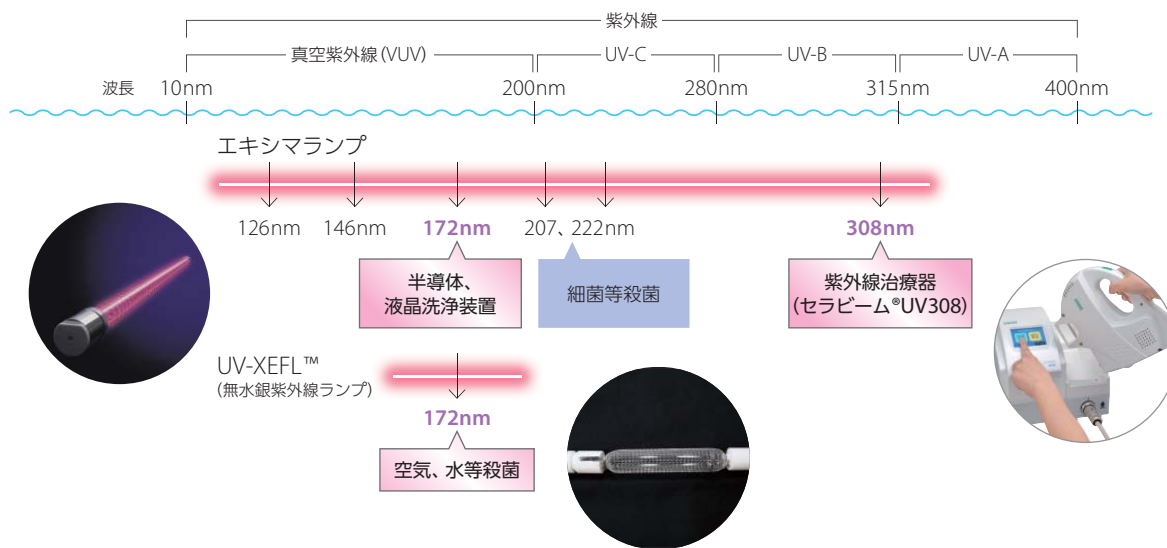 紫外線
真空紫外線(VUV)
UV-C
UV-B
UV-A
波長
10nm
200nm
280nm
315nm
400nm
エキシマランプ
126nm
146nm
172nm
207、222nm
308nm
半導体、
液晶洗浄装置
細菌等殺菌
紫外線治療器
(セラビーム®UV308)
UV-XEFL™
(無水銀紫外線ランプ)
172nm
空気、水等殺菌